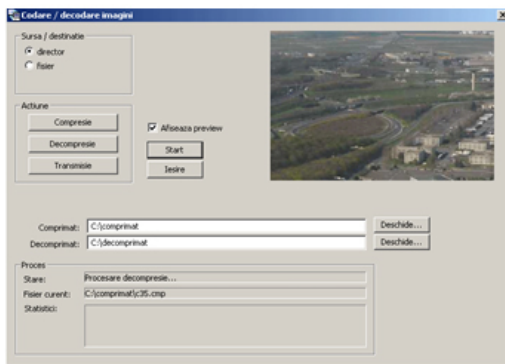 Codare / decodare imagini
Sursa / destinatie
director
fisier
Actiune
Compresie
Decompresie
Transmisie
Afiseaza preview
Start
Iesire
Comprimat: C:\comprimat Deschide...
Decomprimat: C:\decomprimat Deschide...
Proces
Stare: Procesare decompresie...
Fisier curent: C:\comprimat\c35.cmp
Statistici: